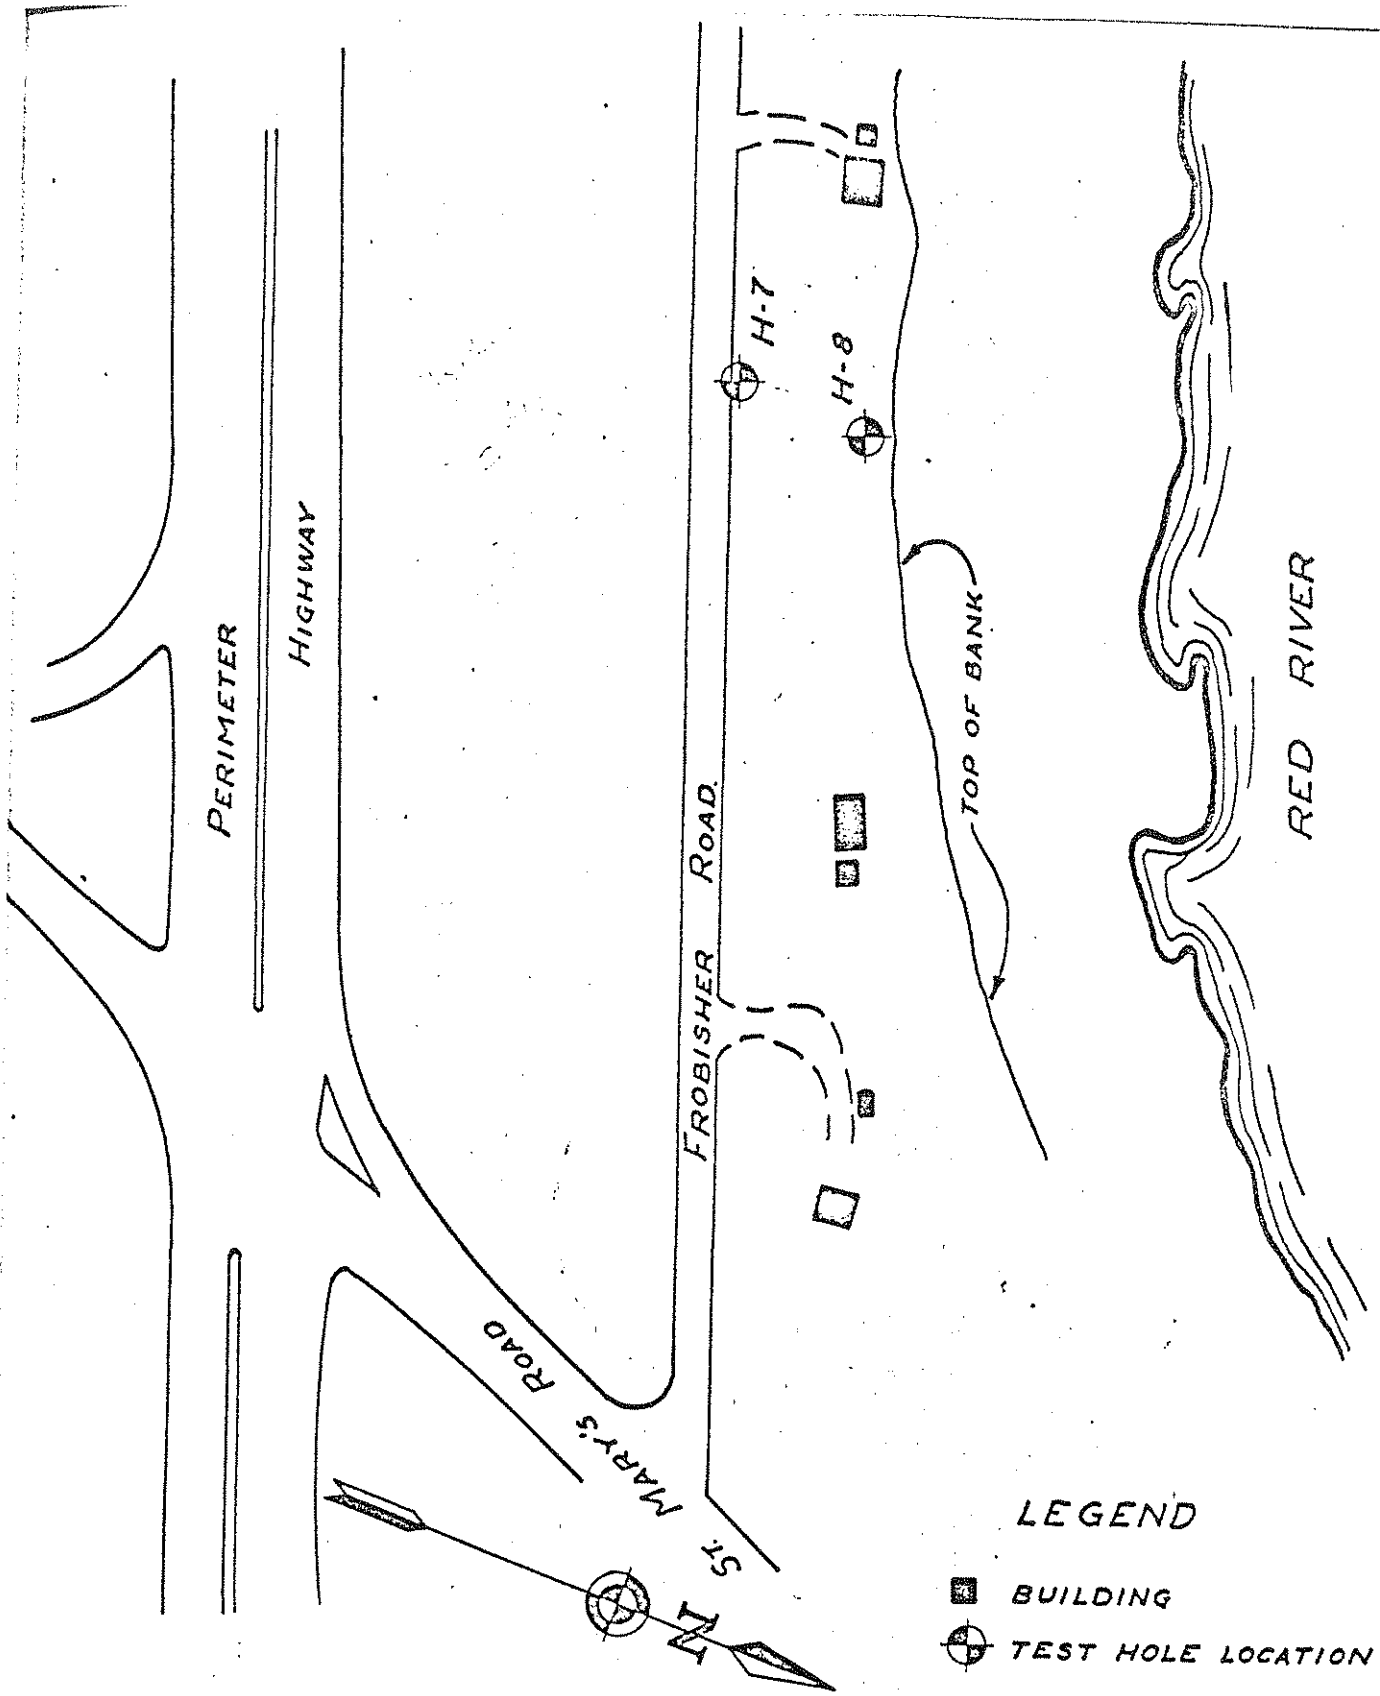 PERIMETER
HIGHWAY
FROBISHER ROAD.
ST. MARY'S ROAD
H-7
H-8
TOP OF BANK
RED RIVER
N
LEGEND
BUILDING
TEST HOLE LOCATION